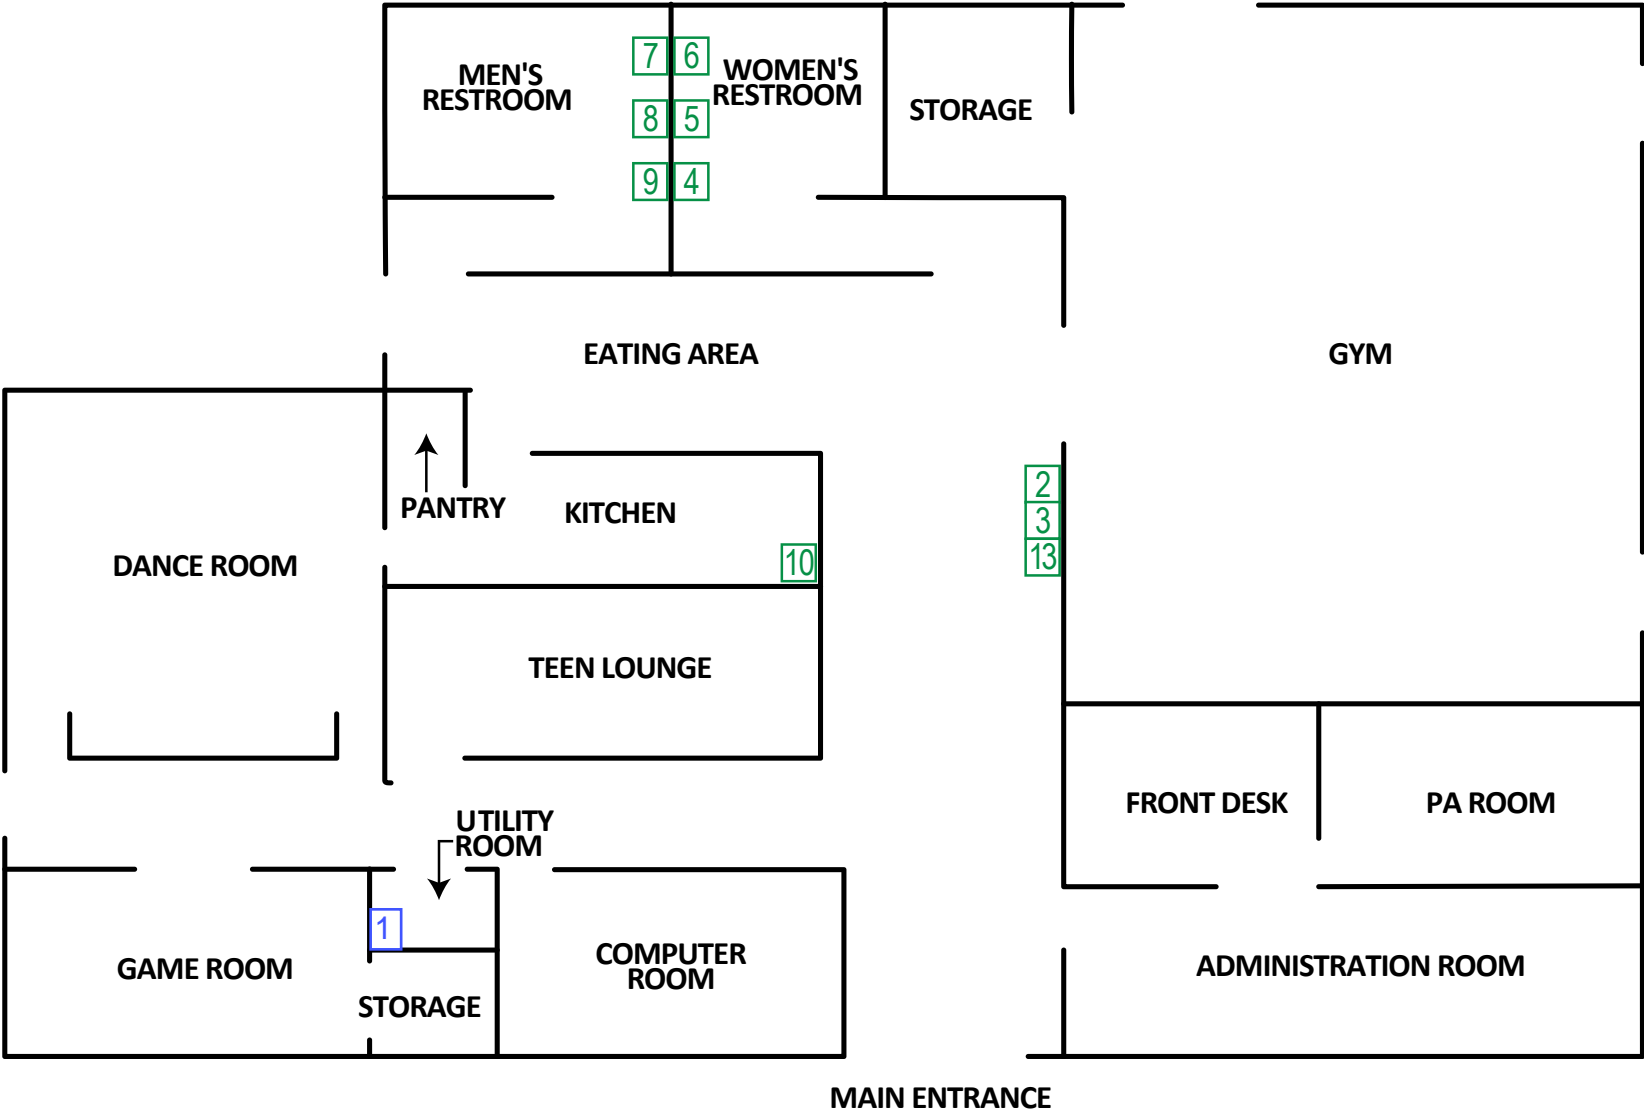 MEN'S
RESTROOM
7
6
WOMEN'S
RESTROOM
STORAGE
8
5
9
4
EATING AREA
GYM
PANTRY
KITCHEN
2
3
13
10
DANCE ROOM
TEEN LOUNGE
UTILITY
ROOM
FRONT DESK
PA ROOM
1
GAME ROOM
STORAGE
COMPUTER
ROOM
ADMINISTRATION ROOM
MAIN ENTRANCE